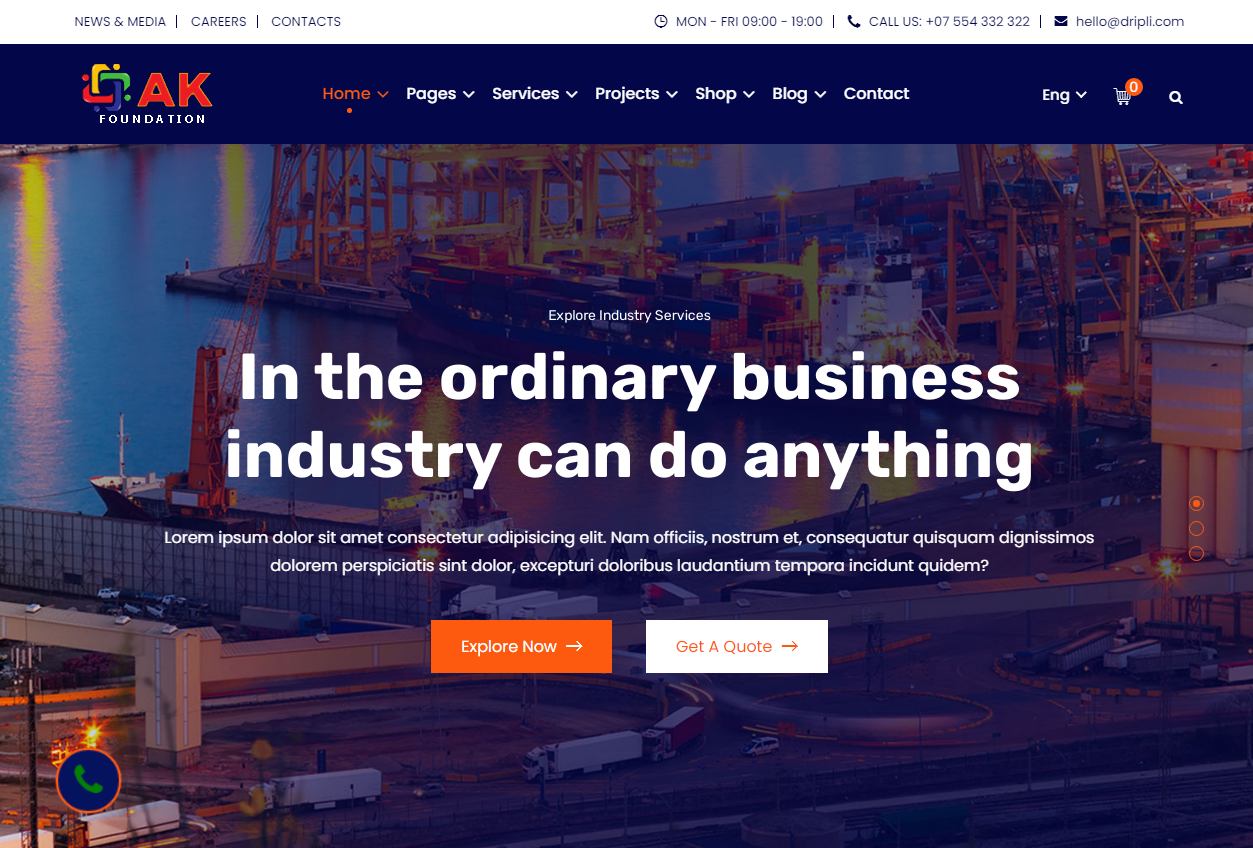 NEWS & MEDIA CAREERS CONTACTS MON - FRI 09:00 - 19:00 CALL US: +07 554 332 322 hello@dripli.com
AK
FOUNDATION
Home Pages Services Projects Shop Blog Contact Eng 0
Explore Industry Services
In the ordinary business
industry can do anything
Lorem ipsum dolor sit amet consectetur adipisicing elit. Nam officiis, nostrum et, consequatur quisquam dignissimos
dolorem perspiciatis sint dolor, excepturi doloribus laudantium tempora incidunt quidem?
Explore Now Get A Quote